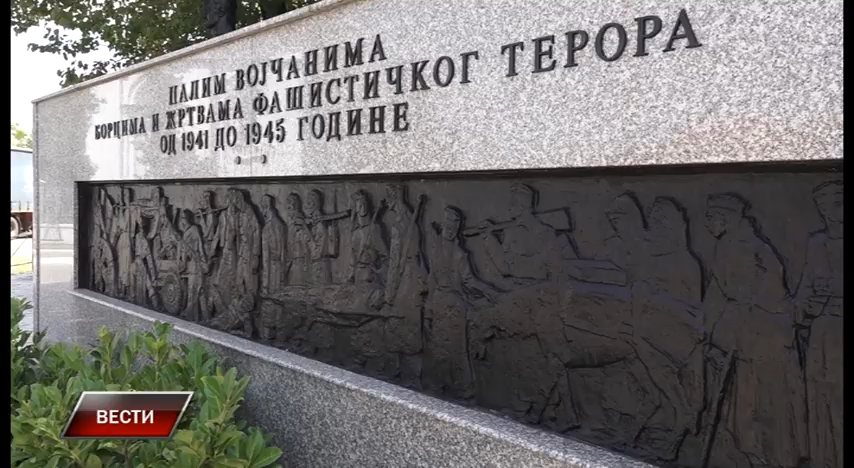 ПАЛИМ ВОЈЧАНИМА
БОРЦИМА И ЖРТВАМА ФАШИСТИЧКОГ ТЕРОРА
ОД 1941 ДО 1945 ГОДИНЕ
ВЕСТИ